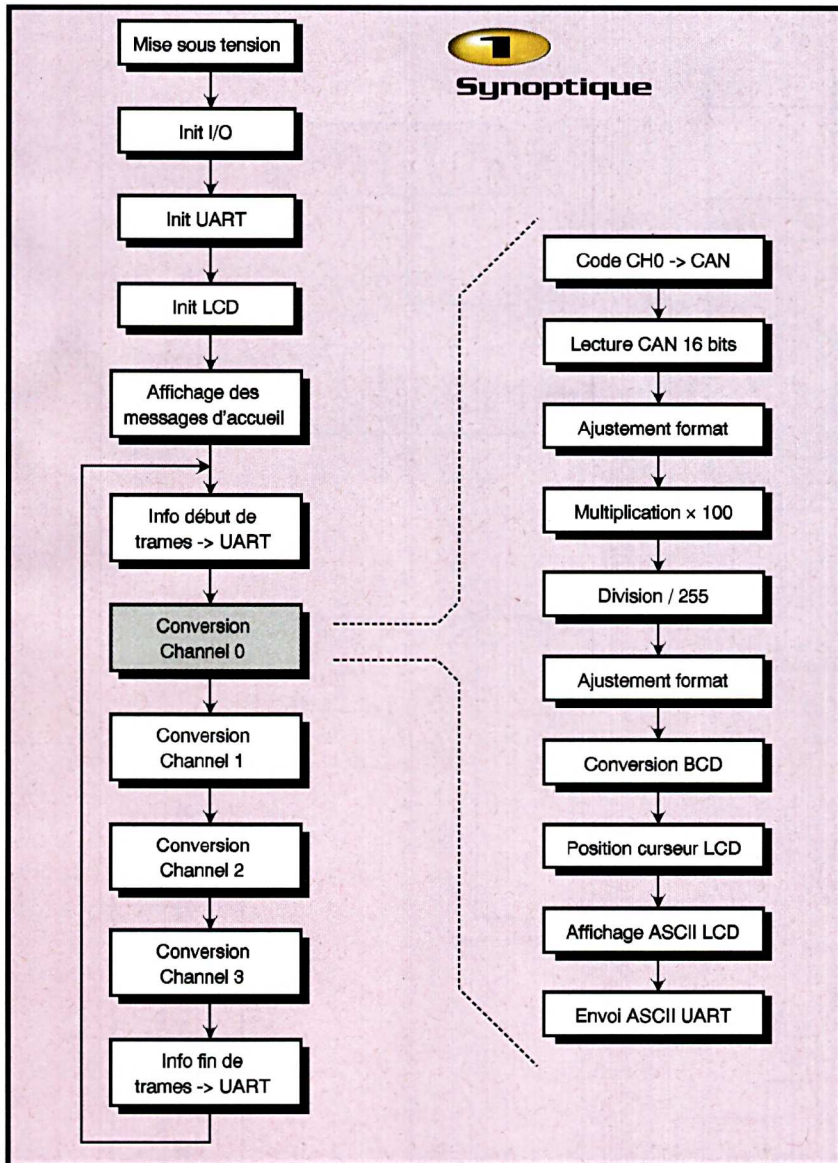 1
Synoptique
Mise sous tension
Init I/O
Init UART
Init LCD
Affichage des
messages d'accueil
Info début de
trames -> UART
Conversion
Channel 0
Conversion
Channel 1
Conversion
Channel 2
Conversion
Channel 3
Info fin de
trames -> UART
Code CH0 -> CAN
Lecture CAN 16 bits
Ajustement format
Multiplication × 100
Division / 255
Ajustement format
Conversion BCD
Position curseur LCD
Affichage ASCII LCD
Envoi ASCII UART